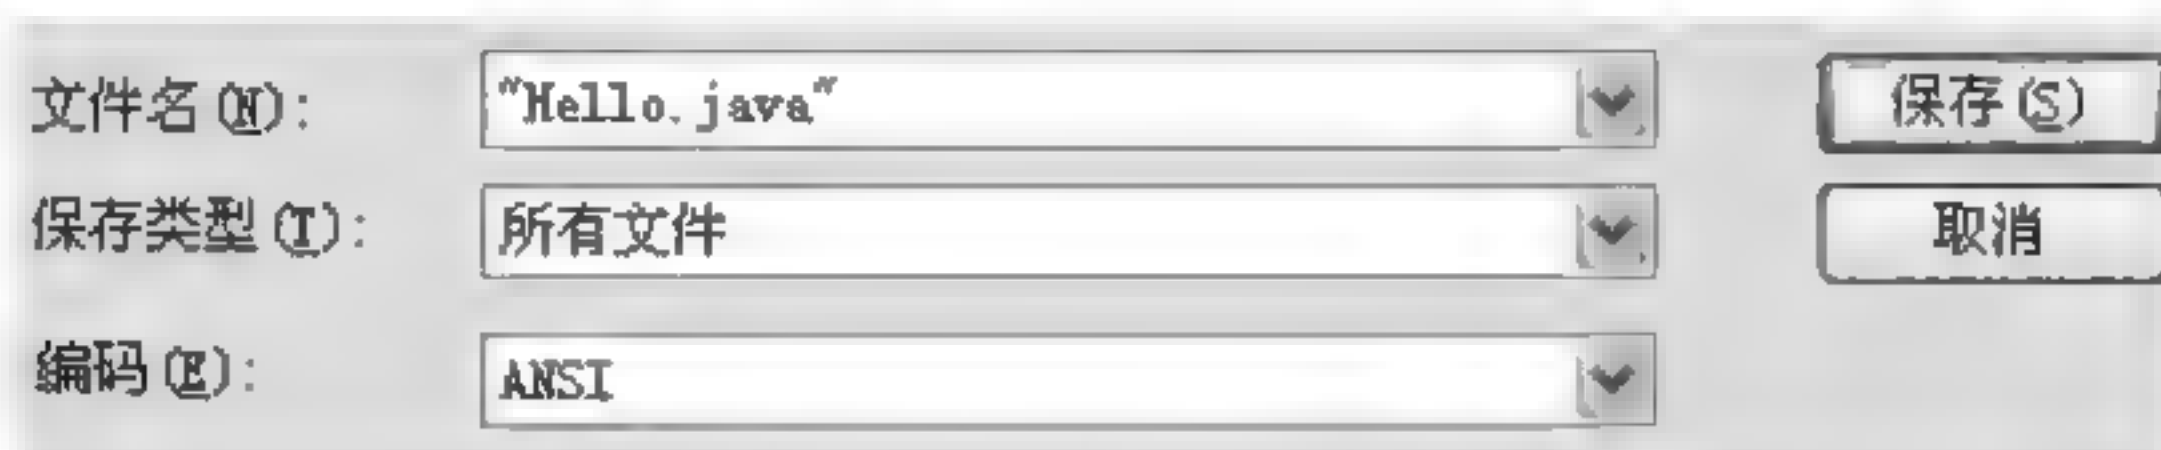 文件名(N): "Hello.java" 保存(S)
保存类型(T): 所有文件 取消
编码(E): ANSI